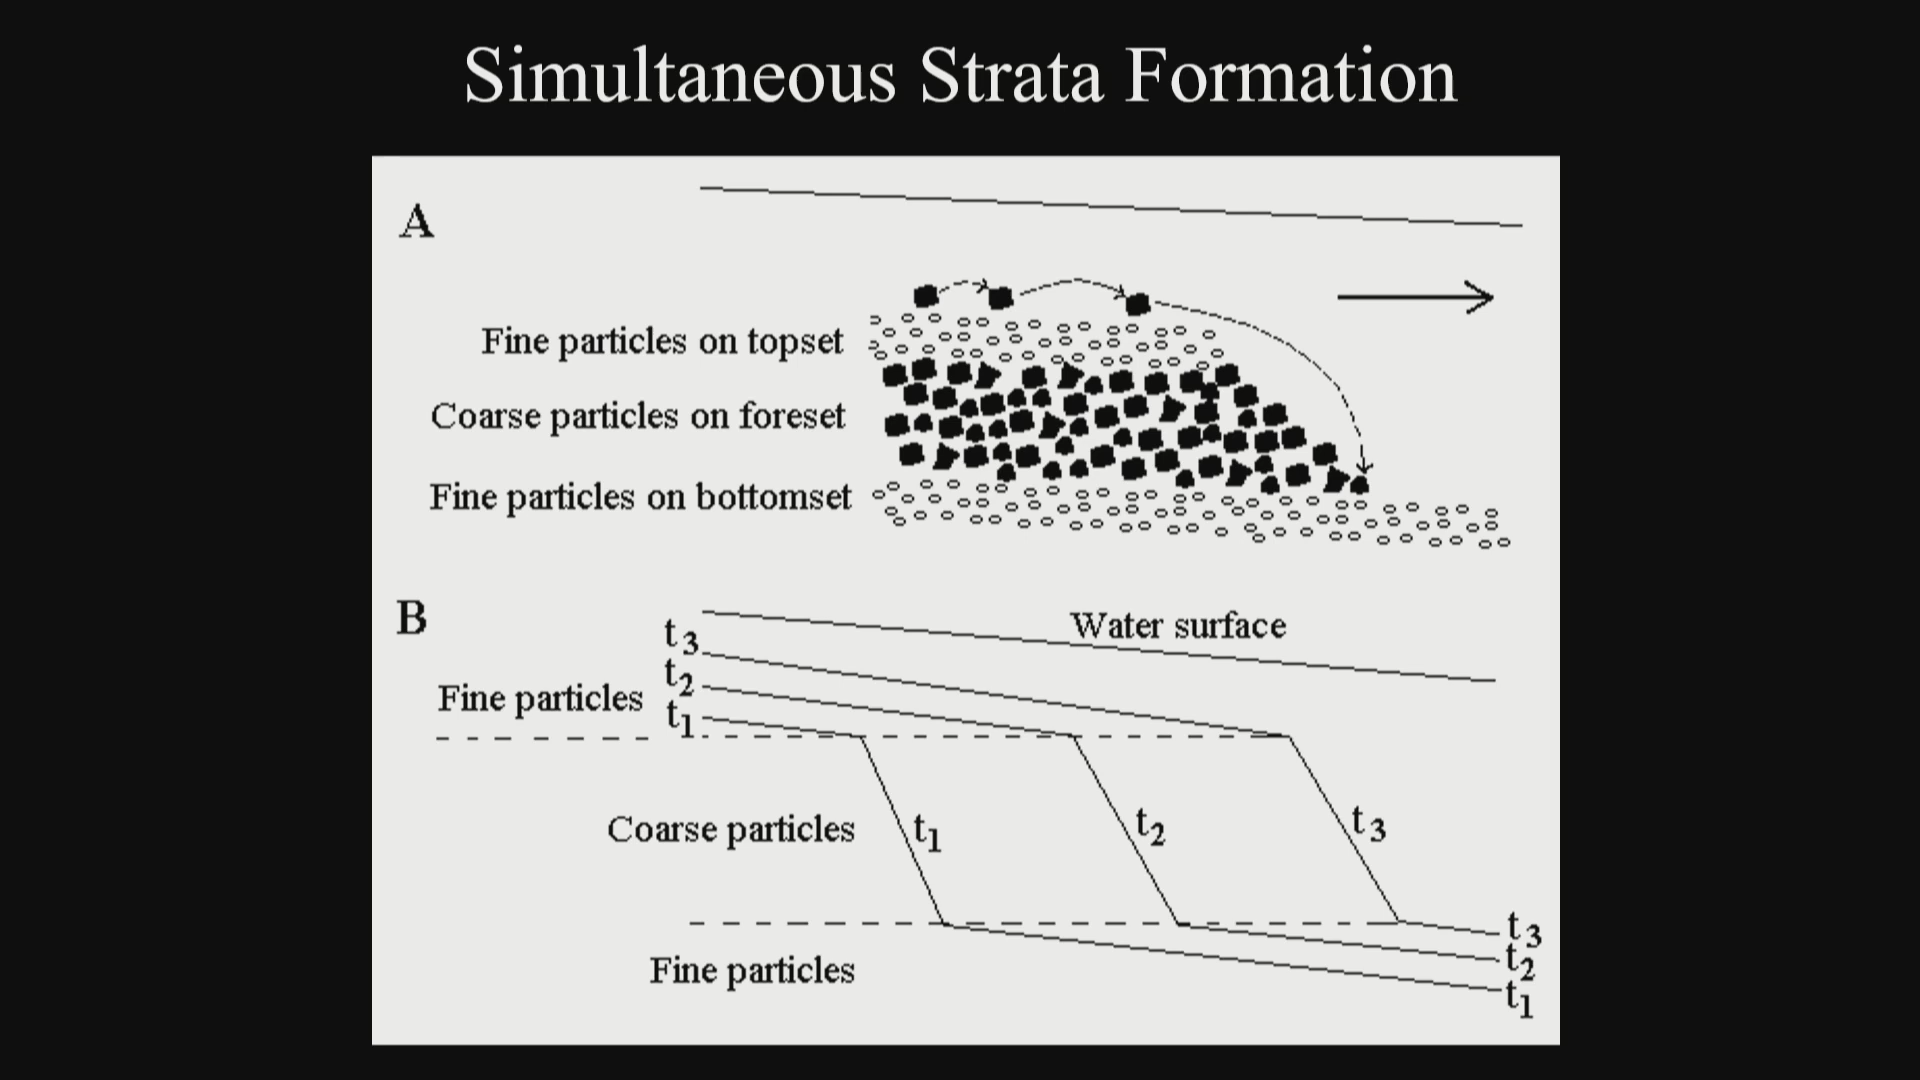 Simultaneous Strata Formation
A
Fine particles on topset
Coarse particles on foreset
Fine particles on bottomset
B
Water surface
t3
t2
Fine particles
t1
Coarse particles
t1
t2
t3
Fine particles
t3
t2
t1